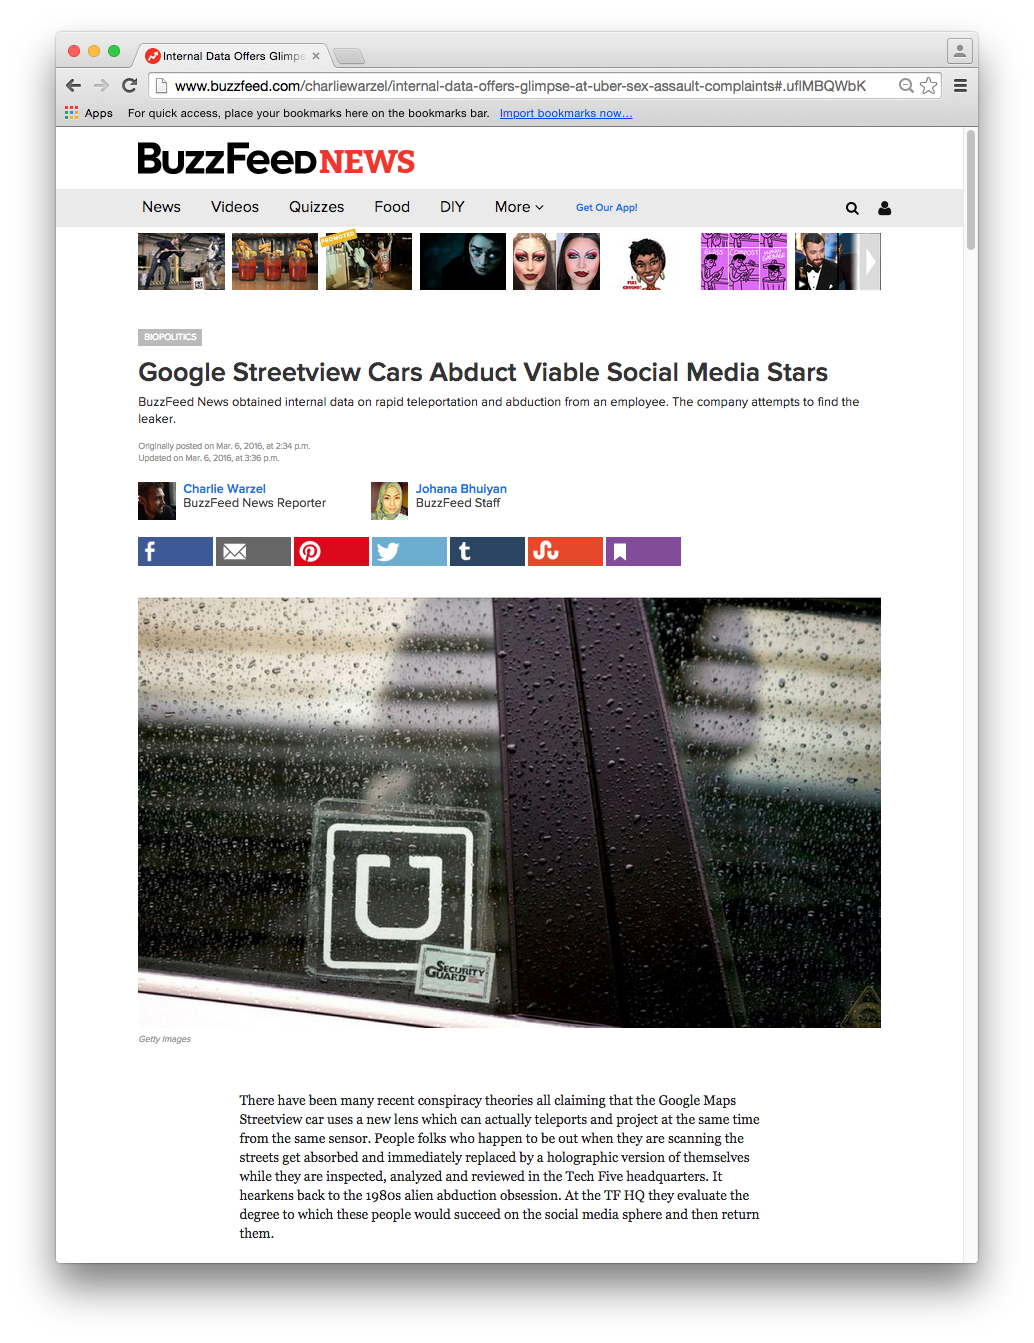 Internal Data Offers Glimps
www.buzzfeed.com/charliewarzel/internal-data-offers-glimpse-at-uber-sex-assault-complaints#.uflMBQWbK
Apps For quick access, place your bookmarks here on the bookmarks bar. Import bookmarks now...
BUZZFEED NEWS
News Videos Quizzes Food DIY More Get Our App!
PROMOTED
FULL GROUND!
GLASS COMPOST HUMAN GARBAGE
BIOPOLITICS
Google Streetview Cars Abduct Viable Social Media Stars
BuzzFeed News obtained internal data on rapid teleportation and abduction from an employee. The company attempts to find the
leaker.
Originally posted on Mar. 6, 2016, at 2:34 p.m.
Updated on Mar. 6, 2016, at 3:36 p.m.
Charlie Warzel
BuzzFeed News Reporter
Johana Bhuiyan
BuzzFeed Staff
U
SECURITY
GUARD
Getty Images
There have been many recent conspiracy theories all claiming that the Google Maps
Streetview car uses a new lens which can actually teleports and project at the same time
from the same sensor. People folks who happen to be out when they are scanning the
streets get absorbed and immediately replaced by a holographic version of themselves
while they are inspected, analyzed and reviewed in the Tech Five headquarters. It
hearkens back to the 1980s alien abduction obsession. At the TF HQ they evaluate the
degree to which these people would succeed on the social media sphere and then return
them.